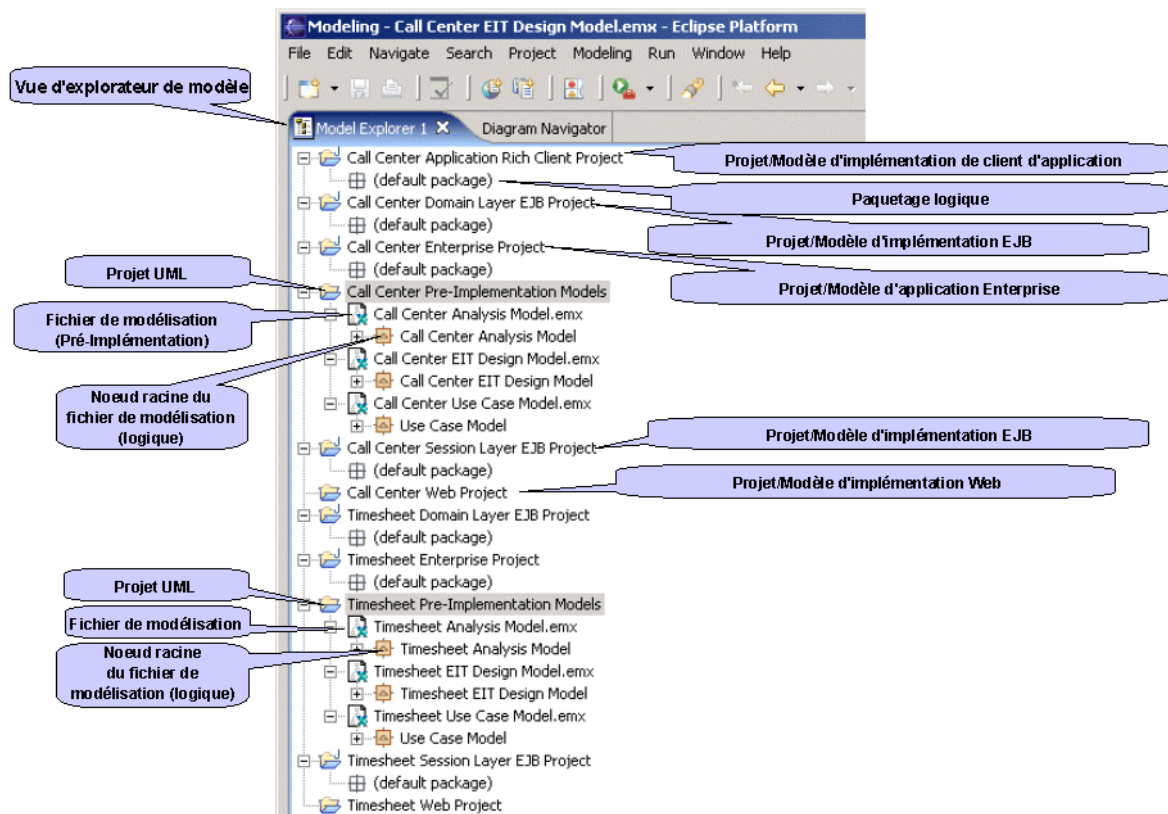 Modeling - Call Center EIT Design Model.emx - Eclipse Platform
File Edit Navigate Search Project Modeling Run Window Help
Vue d'explorateur de modèle
Model Explorer 1
Diagram Navigator
Call Center Application Rich Client Project
Projet/Modèle d'implémentation de client d'application
(default package)
Paquetage logique
Call Center Domain Layer EJB Project
(default package)
Projet/Modèle d'implémentation EJB
Call Center Enterprise Project
Projet UML
(default package)
Projet/Modèle d'application Enterprise
Call Center Pre-Implementation Models
Fichier de modélisation
(Pré-Implémentation)
Call Center Analysis Model.emx
Call Center Analysis Model
Call Center EIT Design Model.emx
Call Center EIT Design Model
Noeud racine du
fichier de modélisation
(logique)
Call Center Use Case Model.emx
Use Case Model
Projet/Modèle d'implémentation EJB
Call Center Session Layer EJB Project
(default package)
Projet/Modèle d'implémentation Web
Call Center Web Project
Timesheet Domain Layer EJB Project
(default package)
Timesheet Enterprise Project
(default package)
Projet UML
Timesheet Pre-Implementation Models
Fichier de modélisation
Timesheet Analysis Model.emx
Noeud racine
du fichier de
modélisation (logique)
Timesheet Analysis Model
Timesheet EIT Design Model.emx
Timesheet EIT Design Model
Timesheet Use Case Model.emx
Use Case Model
Timesheet Session Layer EJB Project
(default package)
Timesheet Web Project